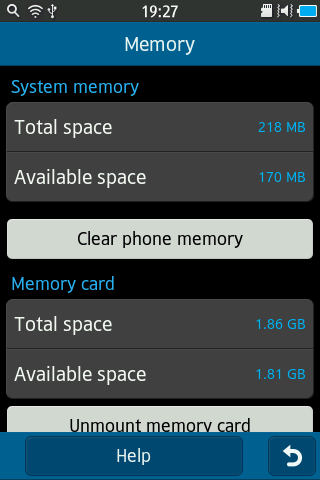 19:27
Memory
System memory
Total space 218 MB
Available space 170 MB
Clear phone memory
Memory card
Total space 1.86 GB
Available space 1.81 GB
Unmount memory card
Help